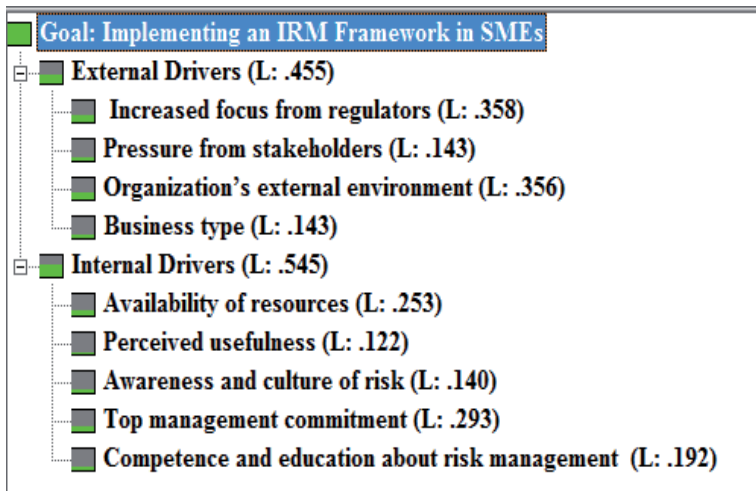 Goal: Implementing an IRM Framework in SMEs
External Drivers (L: .455)
Increased focus from regulators (L: .358)
Pressure from stakeholders (L: .143)
Organization’s external environment (L: .356)
Business type (L: .143)
Internal Drivers (L: .545)
Availability of resources (L: .253)
Perceived usefulness (L: .122)
Awareness and culture of risk (L: .140)
Top management commitment (L: .293)
Competence and education about risk management (L: .192)